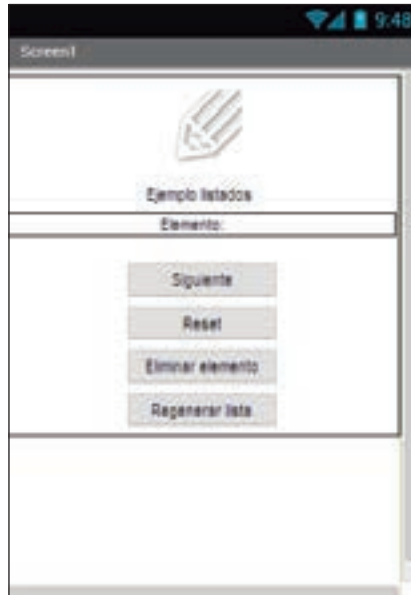 9:48
Screen1
Ejemplo listados
Elemento:
Siguiente
Reset
Eliminar elemento
Regenerar lista